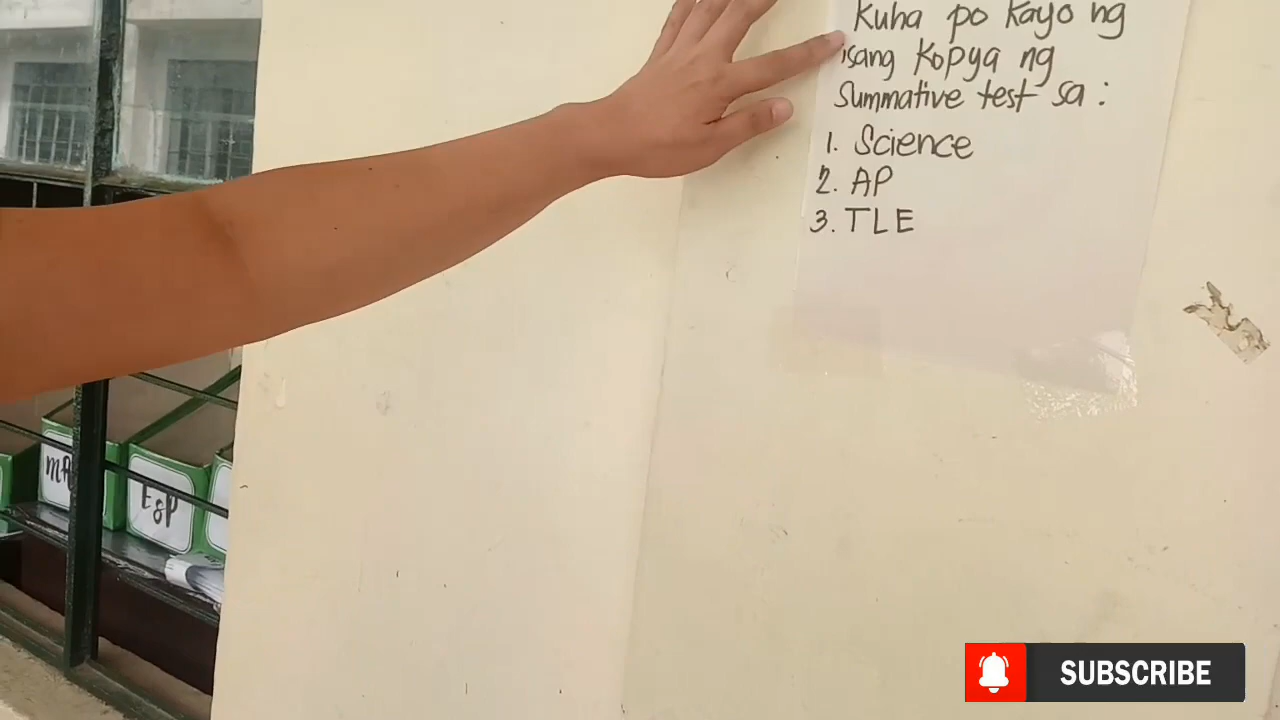 Kuha po Kayo ng
isang Kopya ng
Summative test sa :
1. Science
2. AP
3. TLE
EsP
SUBSCRIBE